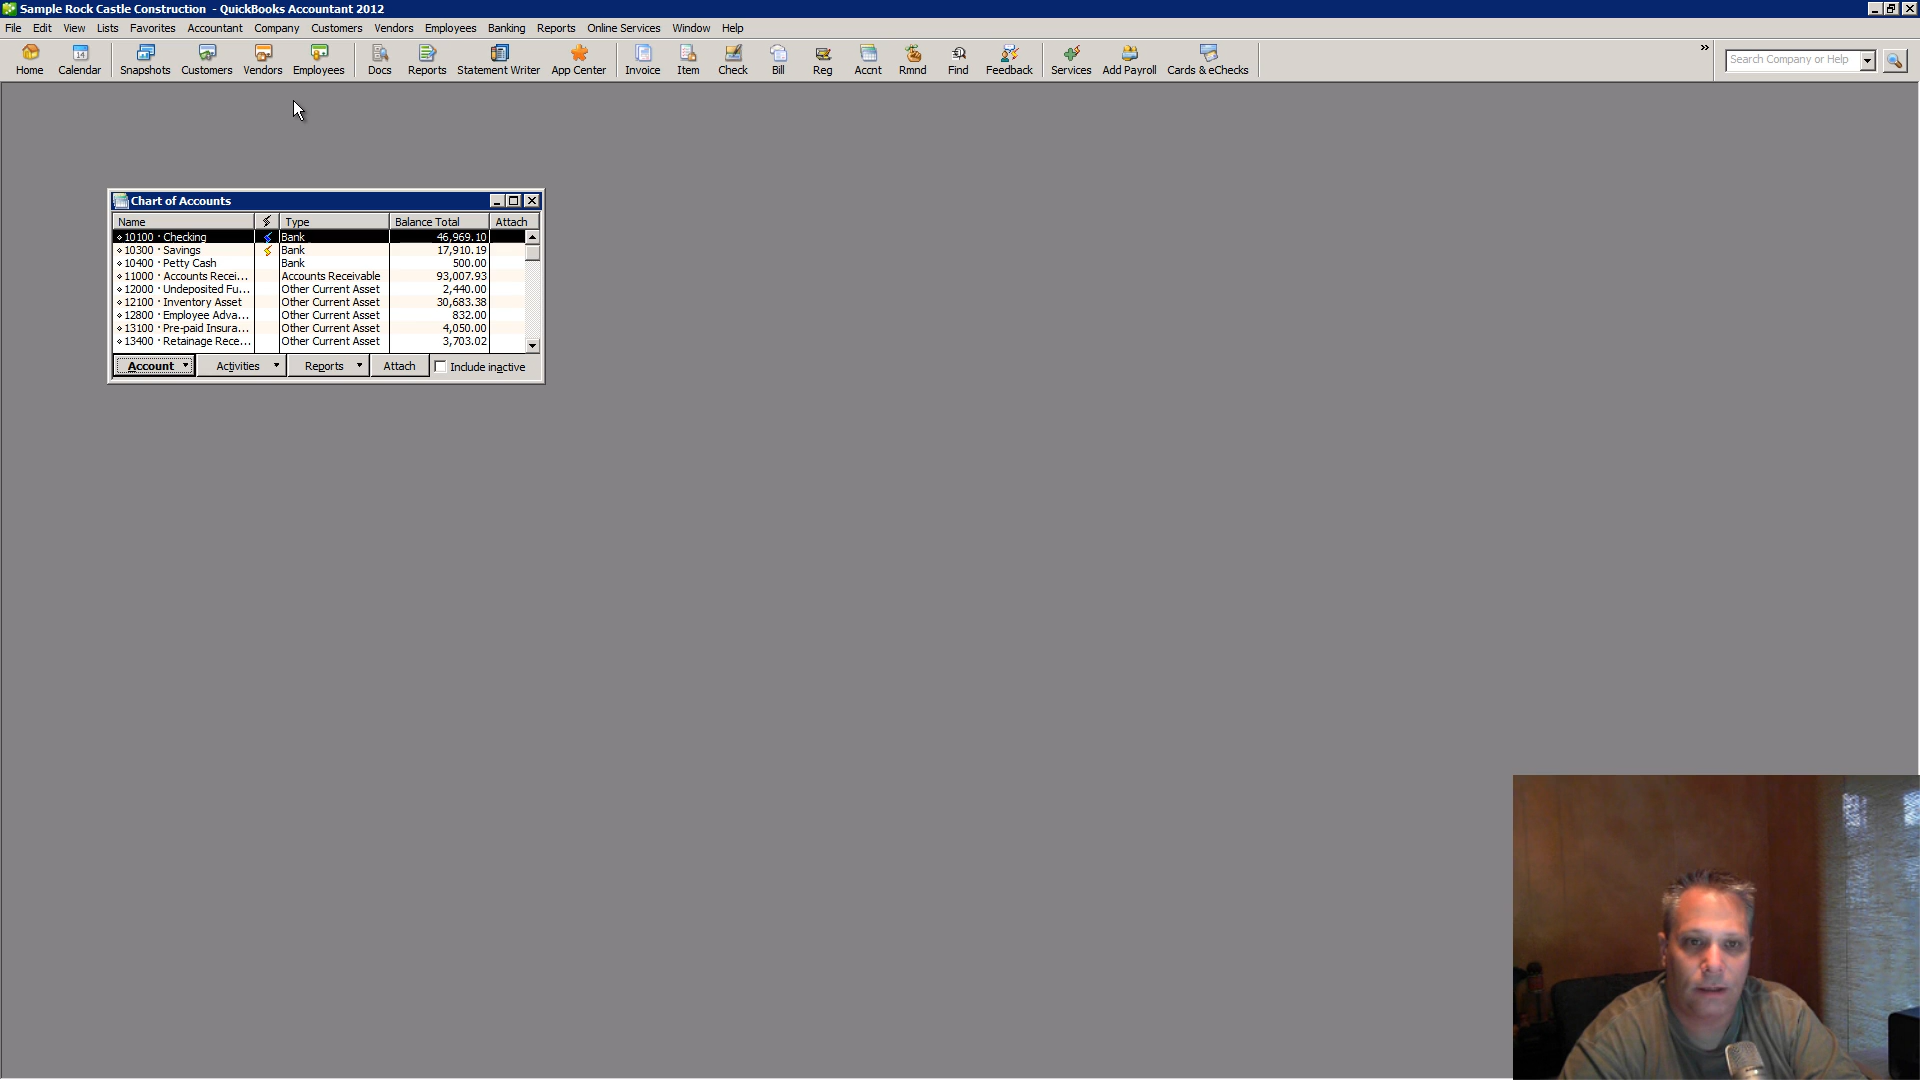 Sample Rock Castle Construction - QuickBooks Accountant 2012
File Edit View Lists Favorites Accountant Company Customers Vendors Employees Banking Reports Online Services Window Help
Home Calendar Snapshots Customers Vendors Employees Docs Reports Statement Writer App Center Invoice Item Check Bill Reg Accnt Rmnd Find Feedback Services Add Payroll Cards & eChecks
Search Company or Help
Chart of Accounts
Name Type Balance Total Attach
10100 · Checking Bank 46,969.10
10300 · Savings Bank 17,910.19
10400 · Petty Cash Bank 500.00
11000 · Accounts Recei... Accounts Receivable 93,007.93
12000 · Undeposited Fu... Other Current Asset 2,440.00
12100 · Inventory Asset Other Current Asset 30,683.38
12800 · Employee Adva... Other Current Asset 832.00
13100 · Pre-paid Insura... Other Current Asset 4,050.00
13400 · Retainage Rece... Other Current Asset 3,703.02
Account Activities Reports Attach Include inactive